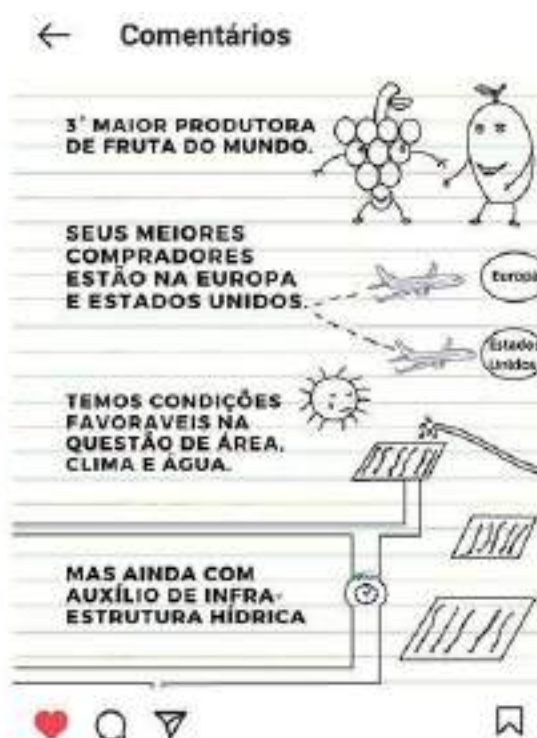 Comentários
3° MAIOR PRODUTORA
DE FRUTA DO MUNDO.
SEUS MEIORES
COMPRADORES
ESTÃO NA EUROPA
E ESTADOS UNIDOS.
Europa
Estados
Unidos
TEMOS CONDIÇÕES
FAVORAVEIS NA
QUESTÃO DE ÁREA,
CLIMA E ÁGUA.
MAS AINDA COM
AUXÍLIO DE INFRA-
ESTRUTURA HÍDRICA